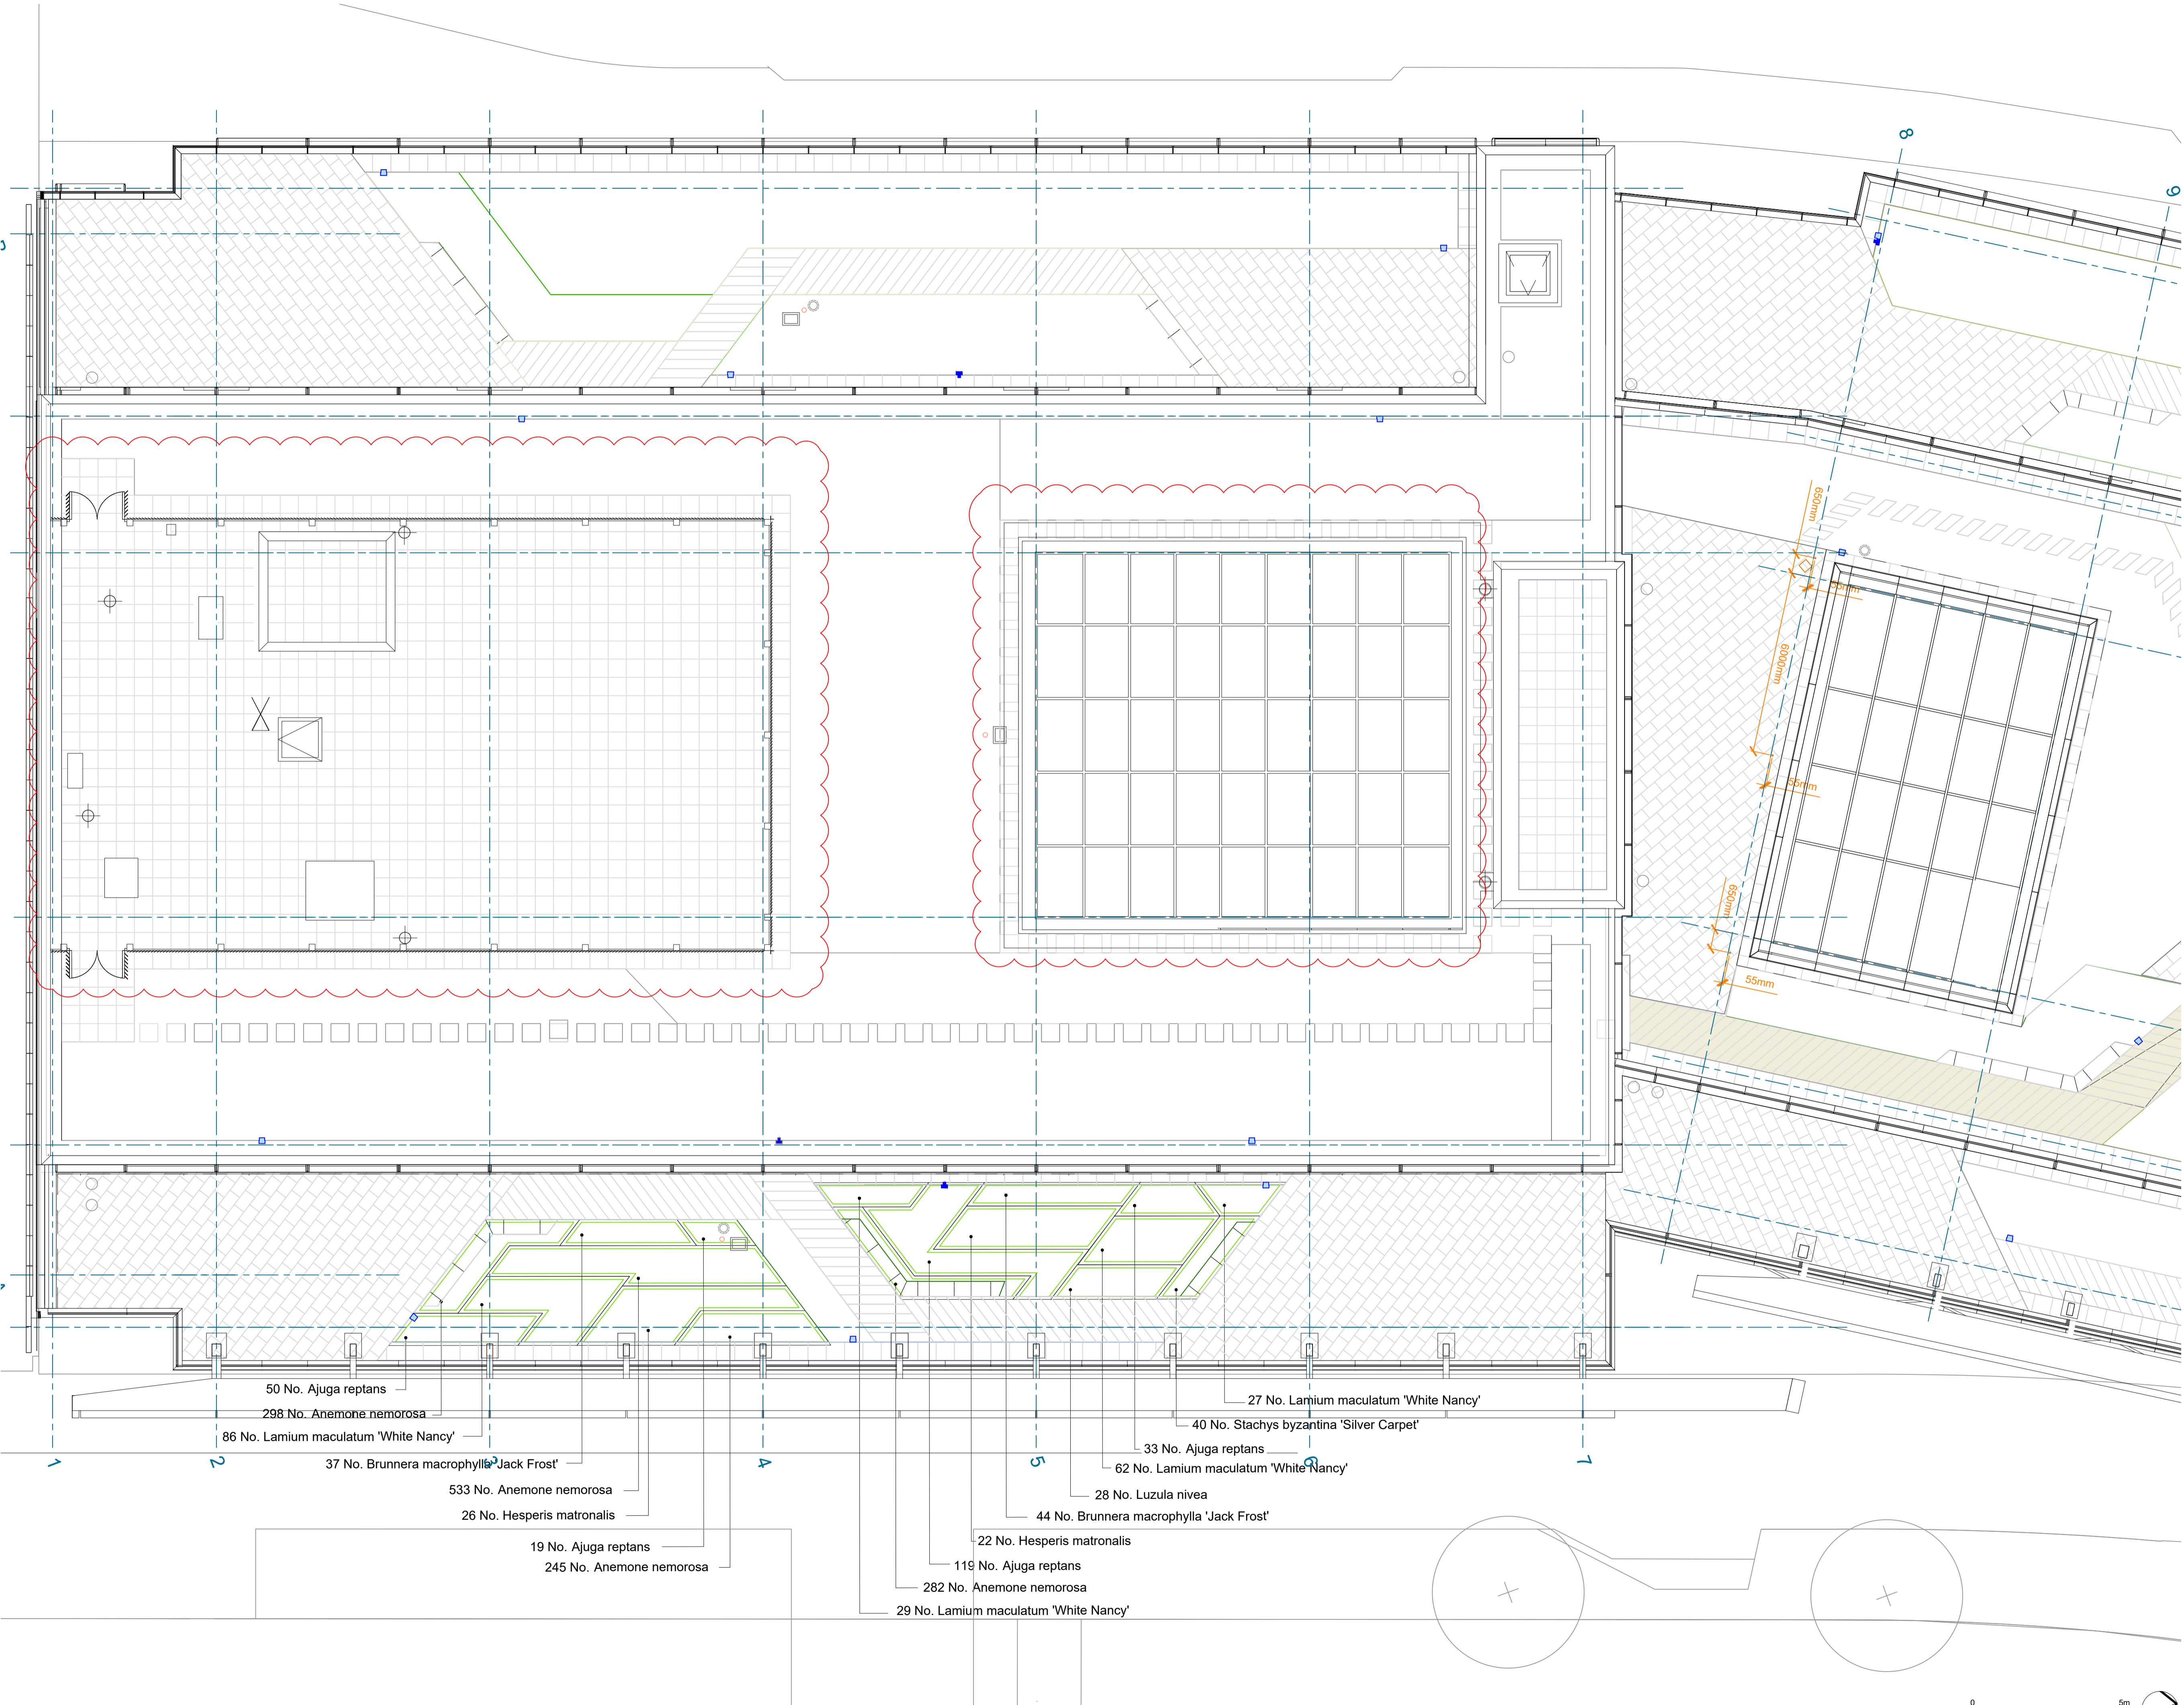 8
9
650mm
55mm
6000mm
55mm
650mm
55mm
50 No. Ajuga reptans
298 No. Anemone nemorosa
86 No. Lamium maculatum 'White Nancy'
37 No. Brunnera macrophylla 'Jack Frost'
533 No. Anemone nemorosa
26 No. Hesperis matronalis
19 No. Ajuga reptans
245 No. Anemone nemorosa
27 No. Lamium maculatum 'White Nancy'
40 No. Stachys byzantina 'Silver Carpet'
33 No. Ajuga reptans
62 No. Lamium maculatum 'White Nancy'
28 No. Luzula nivea
44 No. Brunnera macrophylla 'Jack Frost'
22 No. Hesperis matronalis
119 No. Ajuga reptans
282 No. Anemone nemorosa
29 No. Lamium maculatum 'White Nancy'
1
2
3
4
5
6
7
0
5m